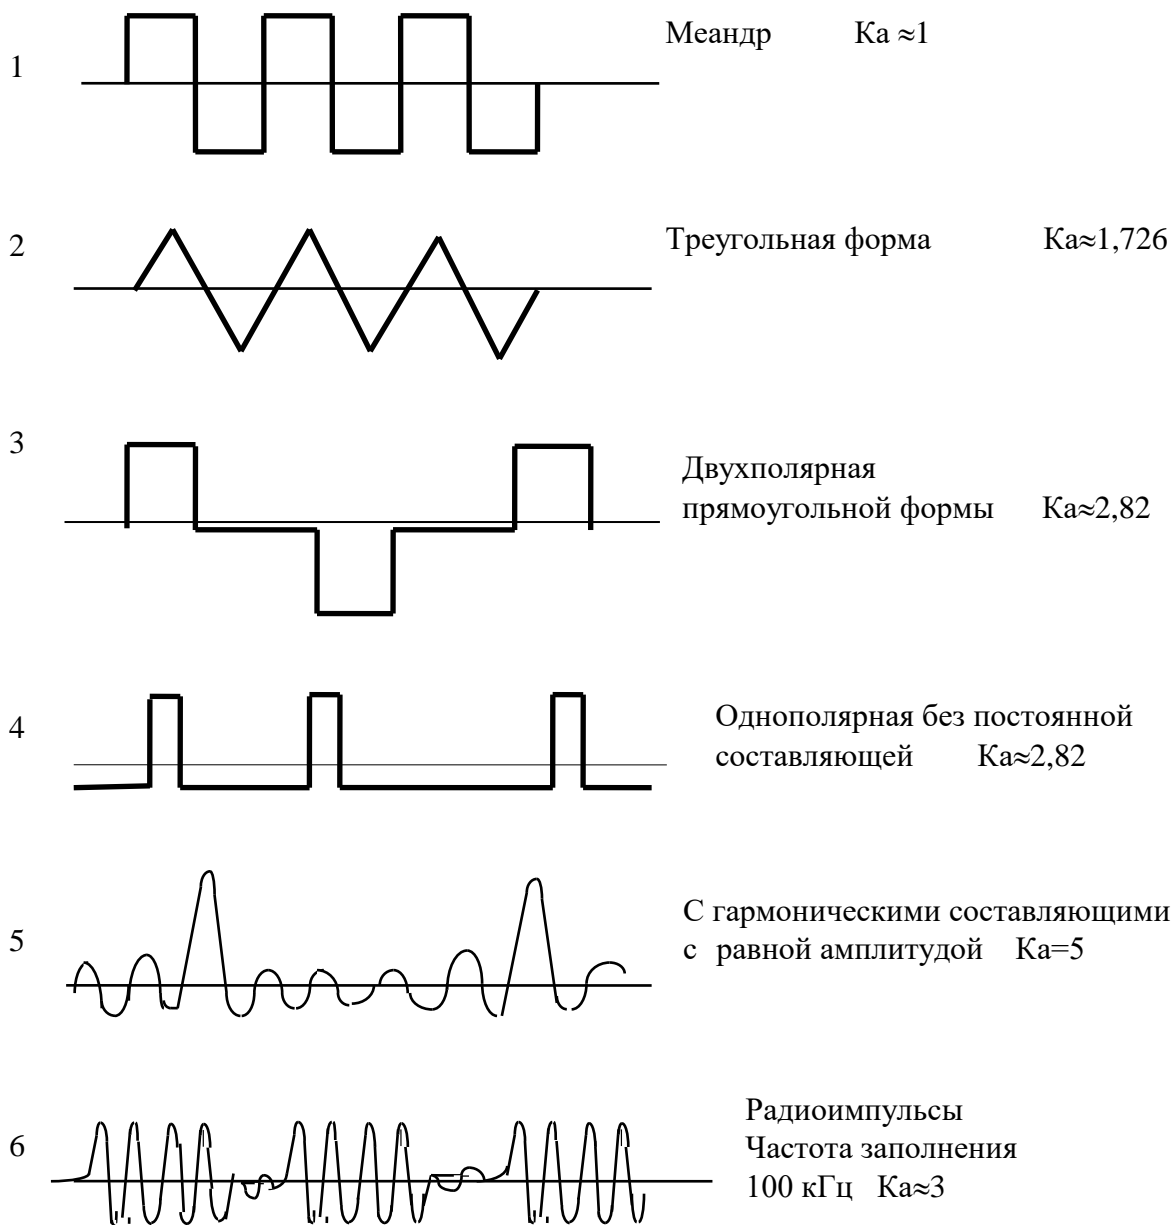 1
Меандр Ка ≈1
2
Треугольная форма Ка≈1,726
3
Двухполярная
прямоугольной формы Ка≈2,82
4
Однополярная без постоянной
составляющей Ка≈2,82
5
С гармоническими составляющими
с равной амплитудой Ка=5
6
Радиоимпульсы
Частота заполнения
100 кГц Ка≈3